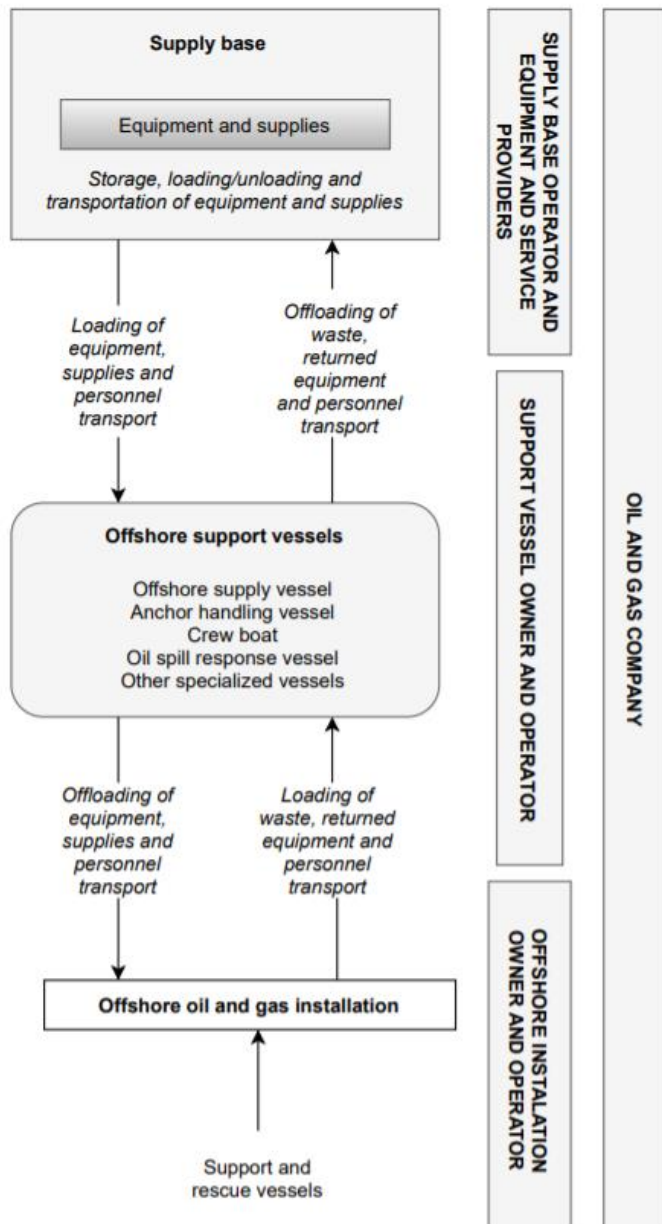 Supply base
Equipment and supplies
Storage, loading/unloading and
transportation of equipment and supplies
Loading of
equipment,
supplies and
personnel
transport
Offloading of
waste,
returned
equipment
and personnel
transport
Offshore support vessels
Offshore supply vessel
Anchor handling vessel
Crew boat
Oil spill response vessel
Other specialized vessels
Offloading of
equipment,
supplies and
personnel
transport
Loading of
waste, returned
equipment and
personnel
transport
Offshore oil and gas installation
Support and
rescue vessels
SUPPLY BASE OPERATOR AND
EQUIPMENT AND SERVICE
PROVIDERS
SUPPORT VESSEL OWNER AND OPERATOR
OFFSHORE INSTALATION
OWNER AND OPERATOR
OIL AND GAS COMPANY